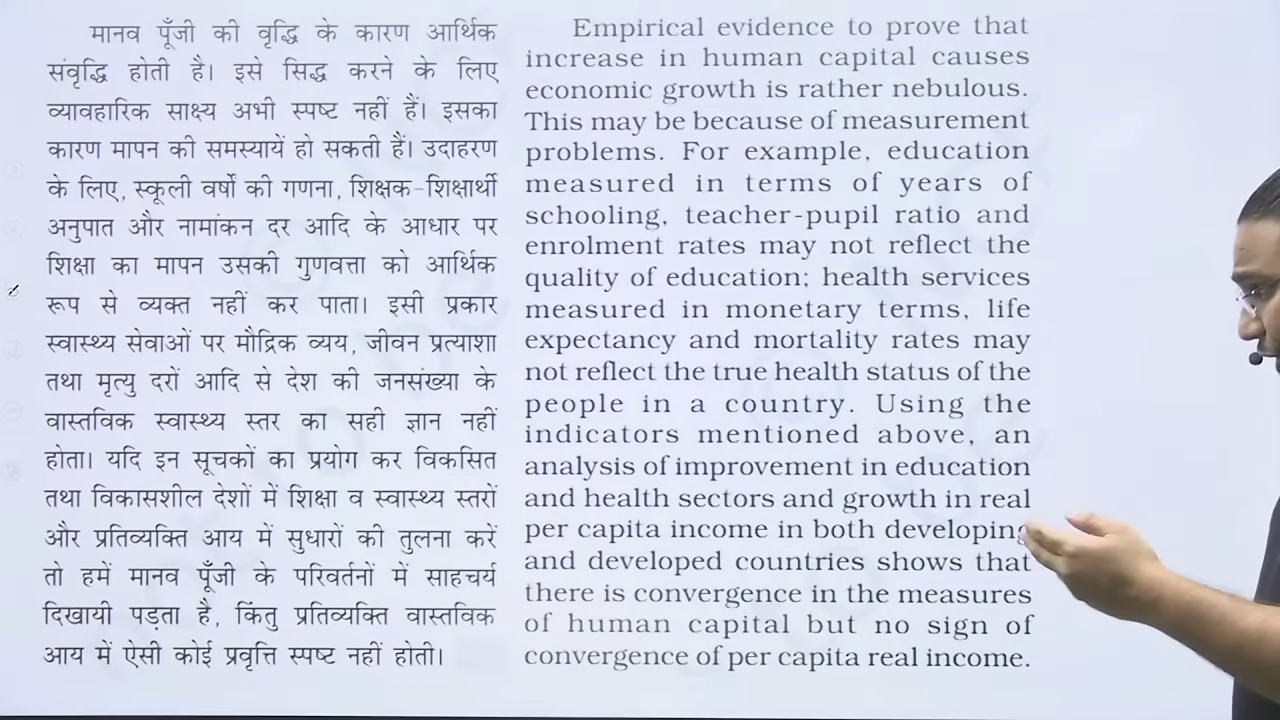 मानव पूँजी की वृद्धि के कारण आर्थिक
संवृद्धि होती है। इसे सिद्ध करने के लिए
व्यावहारिक साक्ष्य अभी स्पष्ट नहीं हैं। इसका
कारण मापन की समस्यायें हो सकती हैं। उदाहरण
के लिए, स्कूली वर्षों की गणना, शिक्षक-शिक्षार्थी
अनुपात और नामांकन दर आदि के आधार पर
शिक्षा का मापन उसकी गुणवत्ता को आर्थिक
रूप से व्यक्त नहीं कर पाता। इसी प्रकार
स्वास्थ्य सेवाओं पर मौद्रिक व्यय, जीवन प्रत्याशा
तथा मृत्यु दरों आदि से देश की जनसंख्या के
वास्तविक स्वास्थ्य स्तर का सही ज्ञान नहीं
होता। यदि इन सूचकों का प्रयोग कर विकसित
तथा विकासशील देशों में शिक्षा व स्वास्थ्य स्तरों
और प्रतिव्यक्ति आय में सुधारों की तुलना करें
तो हमें मानव पूँजी के परिवर्तनों में साहचर्य
दिखायी पड़ता है, किंतु प्रतिव्यक्ति वास्तविक
आय में ऐसी कोई प्रवृत्ति स्पष्ट नहीं होती।
Empirical evidence to prove that
increase in human capital causes
economic growth is rather nebulous.
This may be because of measurement
problems. For example, education
measured in terms of years of
schooling, teacher-pupil ratio and
enrolment rates may not reflect the
quality of education; health services
measured in monetary terms, life
expectancy and mortality rates may
not reflect the true health status of the
people in a country. Using the
indicators mentioned above, an
analysis of improvement in education
and health sectors and growth in real
per capita income in both developing
and developed countries shows that
there is convergence in the measures
of human capital but no sign of
convergence of per capita real income.